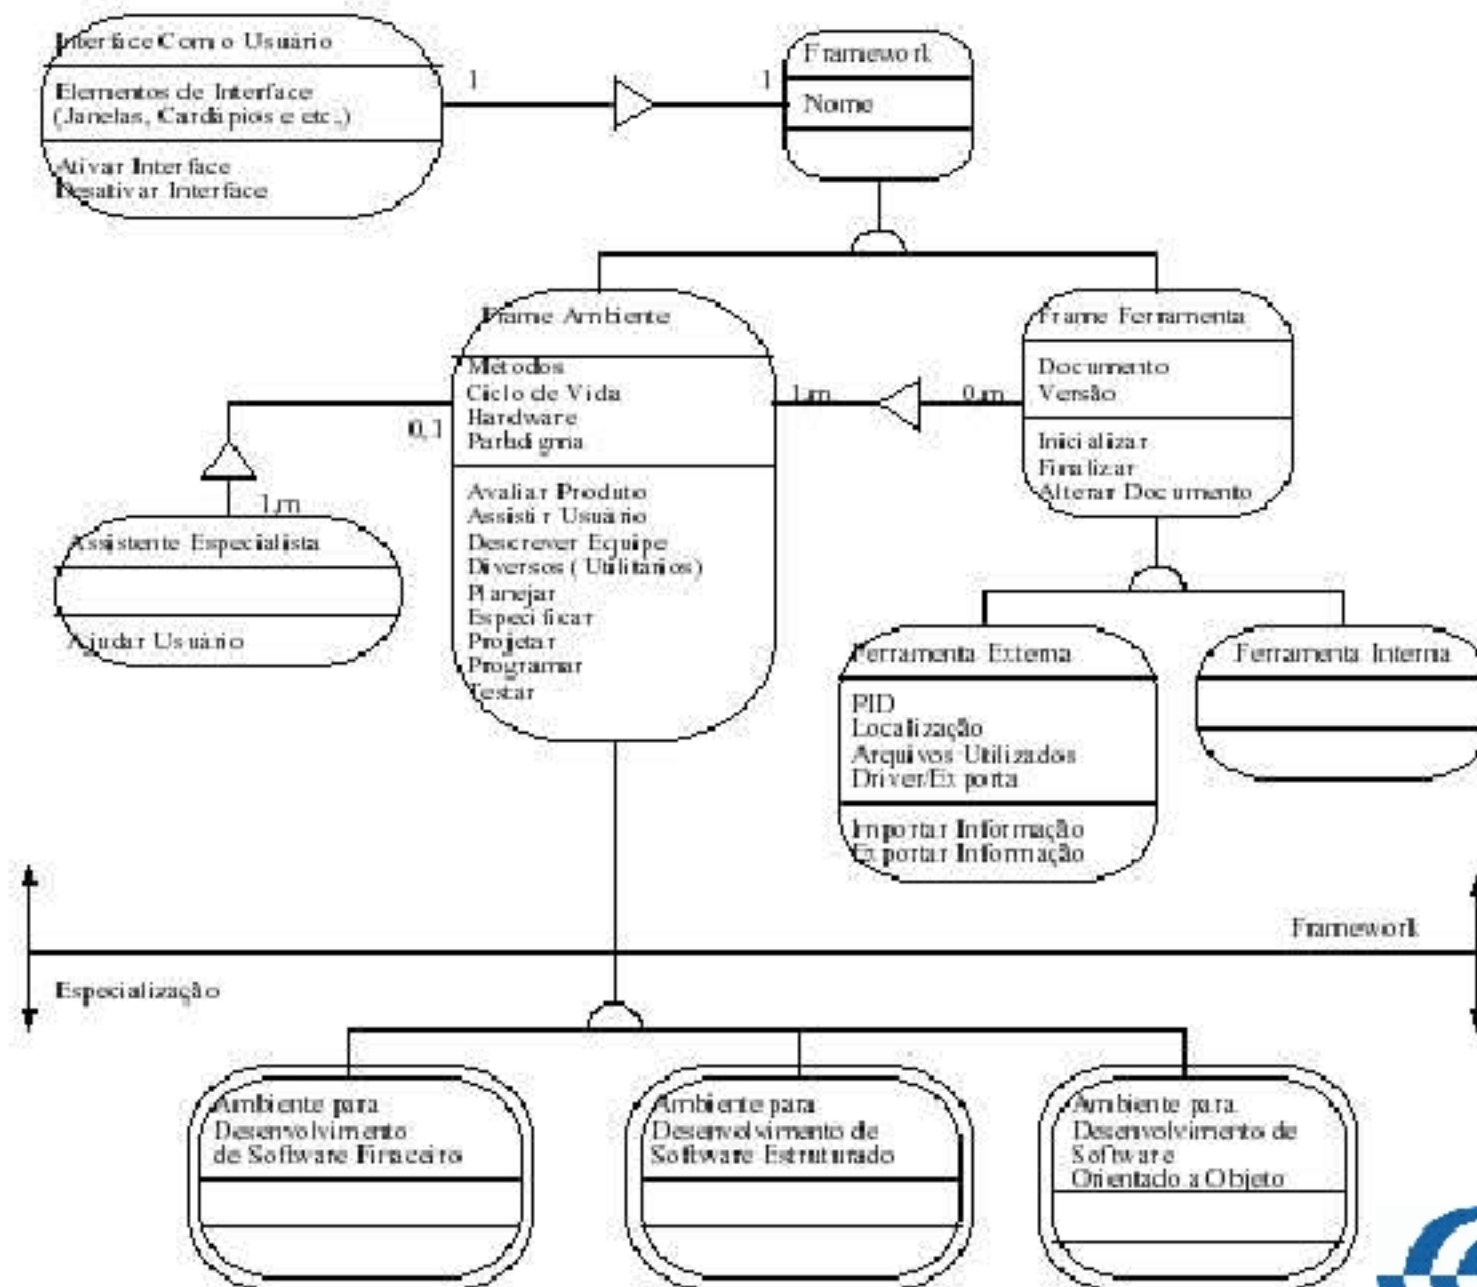 Interface Com o Usuário
Elementos de Interface
(Janelas, Cardápios e etc.,)
Ativar Interface
Desativar Interface
1
1
Framework
Nome
Frame Ambiente
Métodos
Ciclo de Vida
Hardware
Paradigma
Avaliar Produto
Assistir Usuário
Descrever Equipe
Diversos ( Utilitários)
Planejar
Especificar
Projetar
Programar
Testar
1,m
0,m
Frame Ferramenta
Documento
Versão
Inicializar
Finalizar
Alterar Documento
0,1
1,m
Assistente Especialista
Ajudar Usuário
Ferramenta Externa
PID
Localização
Arquivos Utilizados
Driver/Exporta
Importar Informação
Exportar Informação
Ferramenta Interna
Framework
Especialização
Ambiente para
Desenvolvimento
de Software Finaceiro
Ambiente para
Desenvolvimento de
Software Estruturado
Ambiente para
Desenvolvimento de
Software
Orientado a Objeto